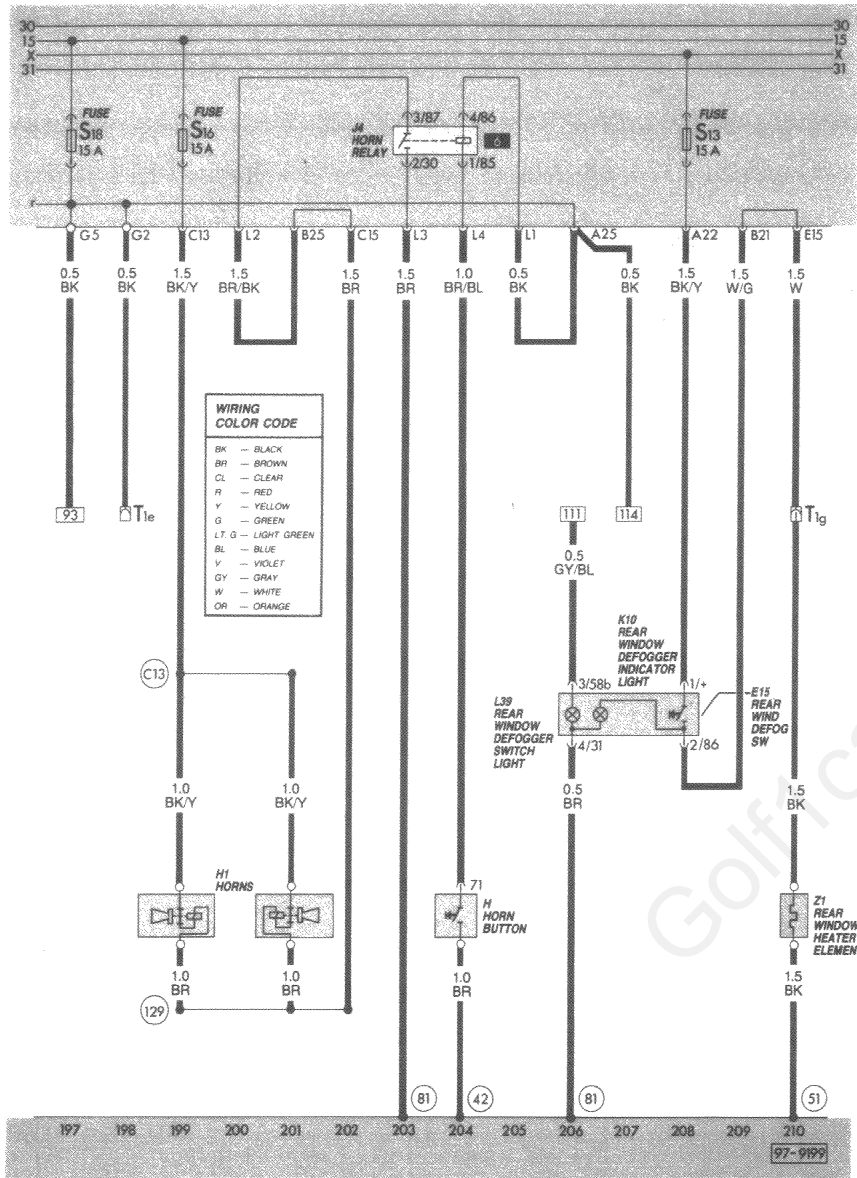 30 30
15 15
X X
31 31
FUSE
S18
15 A
FUSE
S16
15 A
J4
HORN
RELAY
3/87 4/86
6
2/30 1/85
FUSE
S13
15 A
r
G5 G2 C13 L2 B25 C15 L3 L4 L1 A25 A22 B21 E15
0.5 0.5 1.5 1.5 1.5 1.5 1.0 0.5 0.5 1.5 1.5 1.5
BK BK BK/Y BR/BK BR BR BR/BL BK BK BK/Y W/G W
WIRING
COLOR CODE
BK — BLACK
BR — BROWN
CL — CLEAR
R — RED
Y — YELLOW
G — GREEN
LT. G — LIGHT GREEN
BL — BLUE
V — VIOLET
GY — GRAY
W — WHITE
OR — ORANGE
93 T1e 111 114 T1g
0.5
GY/BL
K10
REAR
WINDOW
DEFOGGER
INDICATOR
LIGHT
C13
3/58b 1/+
L39
REAR
WINDOW
DEFOGGER
SWITCH
LIGHT
E15
REAR
WIND
DEFOG
SW
4/31 2/86
1.0 1.0 0.5 1.5
BK/Y BK/Y BR BK
H1
HORNS
71
H
HORN
BUTTON
Z1
REAR
WINDOW
HEATER
ELEMEN
1.0 1.0 1.0 1.5
BR BR BR BK
129
81 42 81 51
197 198 199 200 201 202 203 204 205 206 207 208 209 210
97-9199
Golf1c